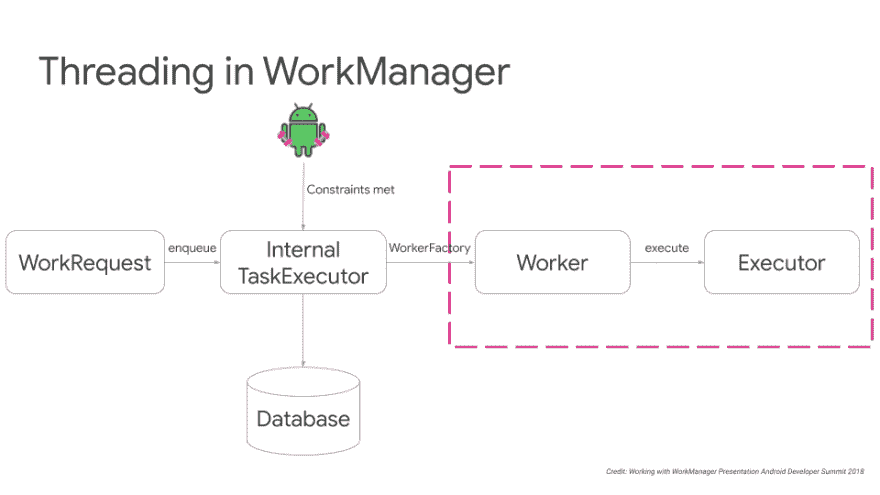 Threading in WorkManager
Constraints met
WorkRequest
enqueue
Internal
TaskExecutor
WorkerFactory
Worker
execute
Executor
Database
Credit: Working with WorkManager Presentation Android Developer Summit 2018